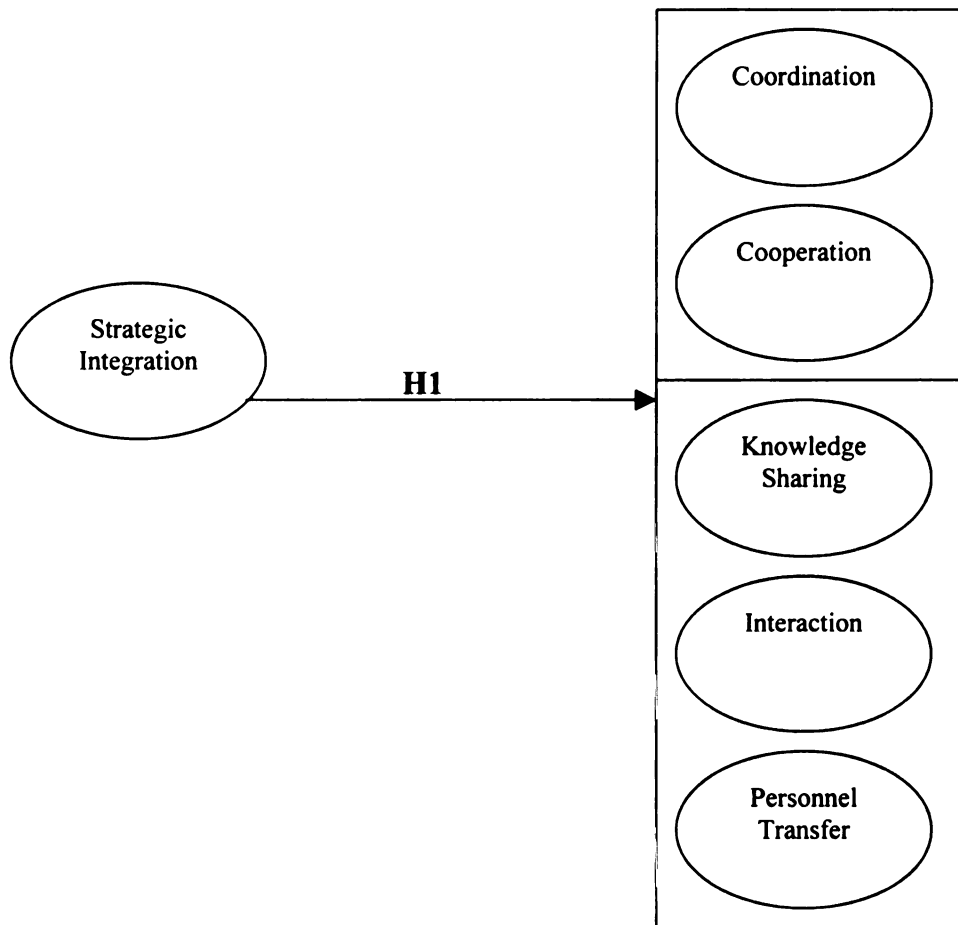 Coordination
Cooperation
Strategic
Integration
H1
Knowledge
Sharing
Interaction
Personnel
Transfer